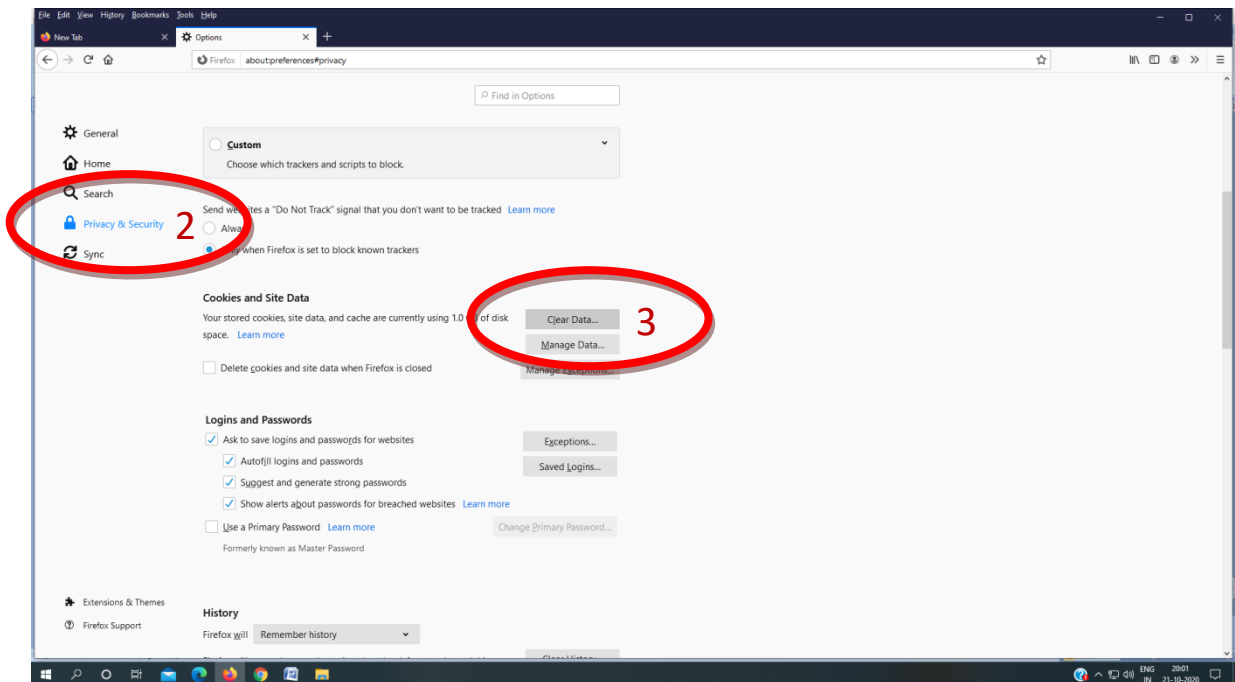 File Edit View History Bookmarks Tools Help
New Tab
Options
Firefox about:preferences#privacy
Find in Options
General
Home
Search
Privacy & Security
2
Sync
Custom
Choose which trackers and scripts to block.
Send websites a "Do Not Track" signal that you don't want to be tracked Learn more
when Firefox is set to block known trackers
Cookies and Site Data
Your stored cookies, site data, and cache are currently using 1.0 of disk
space. Learn more
Clear Data...
3
Manage Data...
Delete cookies and site data when Firefox is closed
Manage Exceptions...
Logins and Passwords
Ask to save logins and passwords for websites
Exceptions...
Autofill logins and passwords
Saved Logins...
Suggest and generate strong passwords
Show alerts about passwords for breached websites Learn more
Use a Primary Password Learn more
Change Primary Password...
Formerly known as Master Password
Extensions & Themes
Firefox Support
History
Firefox will Remember history
ENG 20:01
IN 21-10-2020